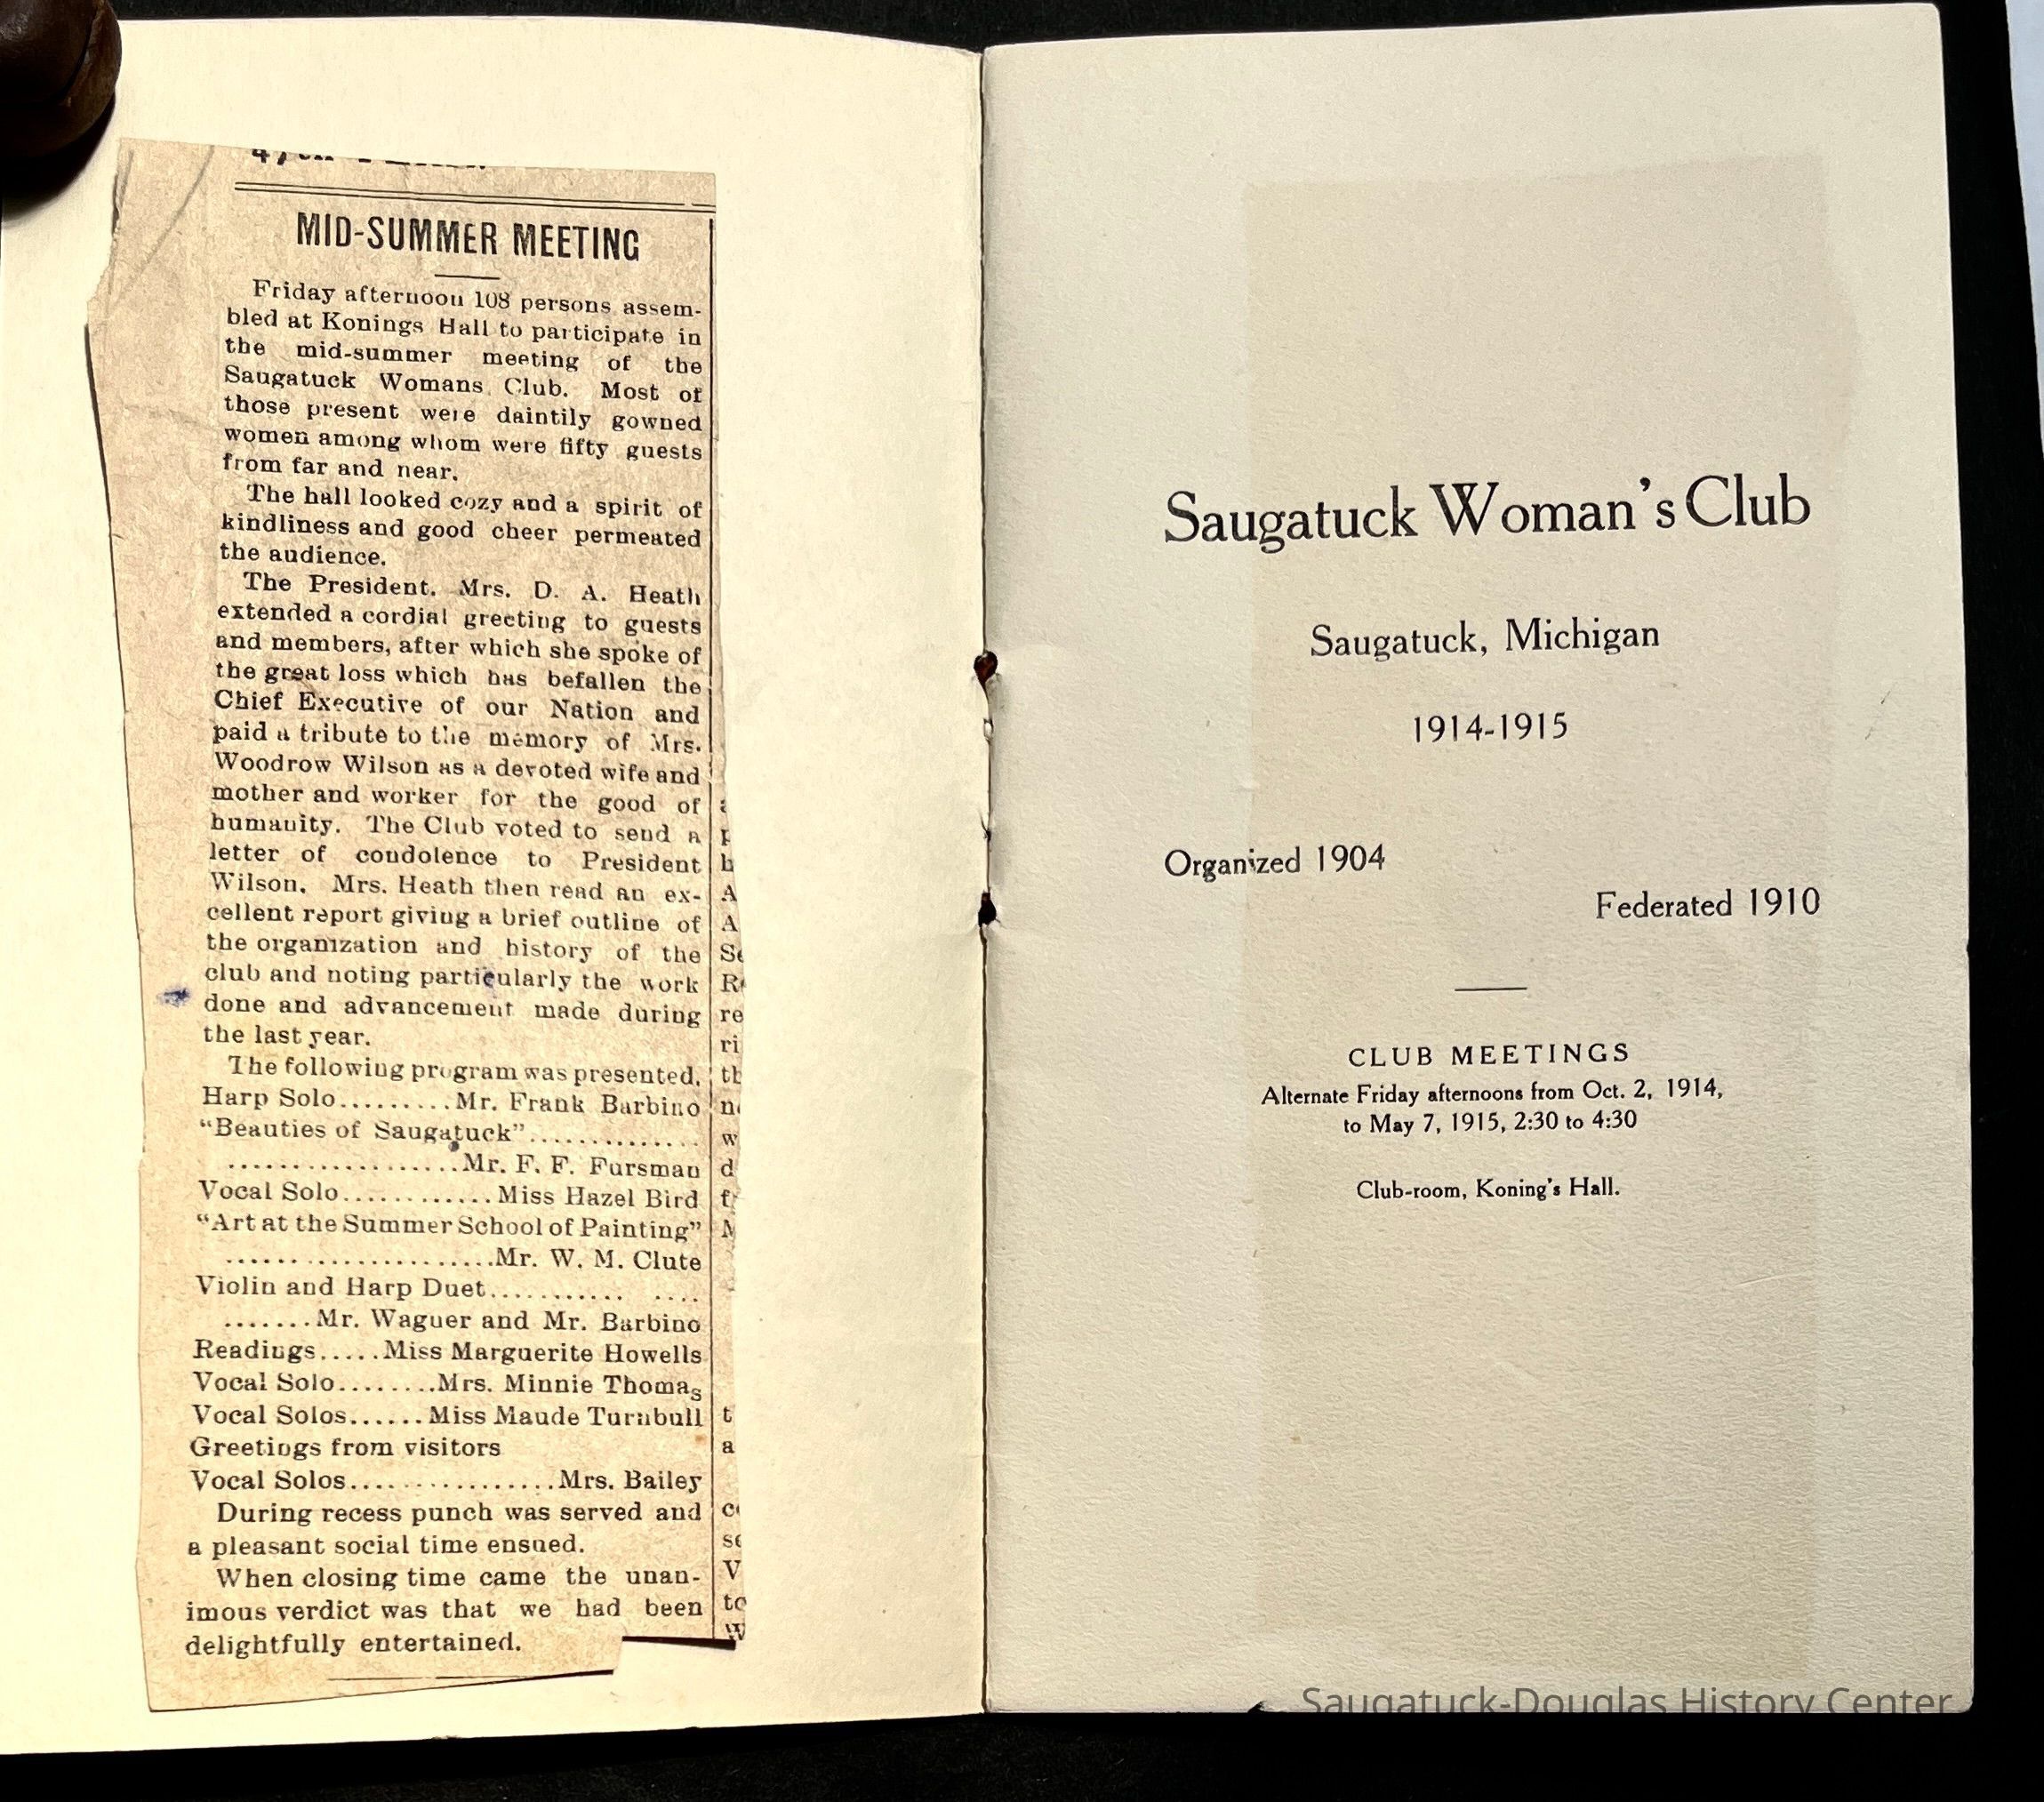 MID-SUMMER MEETING
Friday afternoon 108 persons assem-
bled at Konings Hall to participate in
the mid-summer meeting of the
Saugatuck Womans Club. Most of
those present were daintily gowned
women among whom were fifty guests
from far and near.
The hall looked cozy and a spirit of
kindliness and good cheer permeated
the audience.
The President. Mrs. D. A. Heath
extended a cordial greeting to guests
and members, after which she spoke of
the great loss which has befallen the
Chief Executive of our Nation and
paid a tribute to the memory of Mrs.
Woodrow Wilson as a devoted wife and
mother and worker for the good of
humanity. The Club voted to send a
letter of condolence to President
Wilson. Mrs. Heath then read an ex-
cellent report giving a brief outline of
the organization and history of the
club and noting particularly the work
done and advancement made during
the last year.
The following program was presented.
Harp Solo.........Mr. Frank Barbino
"Beauties of Saugatuck"..............
..................Mr. F. F. Fursman
Vocal Solo............Miss Hazel Bird
"Art at the Summer School of Painting"
.....................Mr. W. M. Clute
Violin and Harp Duet........... ....
.......Mr. Wagner and Mr. Barbino
Readings.....Miss Marguerite Howells
Vocal Solo........Mrs. Minnie Thomas
Vocal Solos......Miss Maude Turnbull
Greetings from visitors
Vocal Solos.................Mrs. Bailey
During recess punch was served and
a pleasant social time ensued.
When closing time came the unan-
imous verdict was that we had been
delightfully entertained.
Saugatuck Woman's Club
Saugatuck, Michigan
1914-1915
Organized 1904
Federated 1910
CLUB MEETINGS
Alternate Friday afternoons from Oct. 2, 1914,
to May 7, 1915, 2:30 to 4:30
Club-room, Koning's Hall.
Saugatuck-Douglas History Center